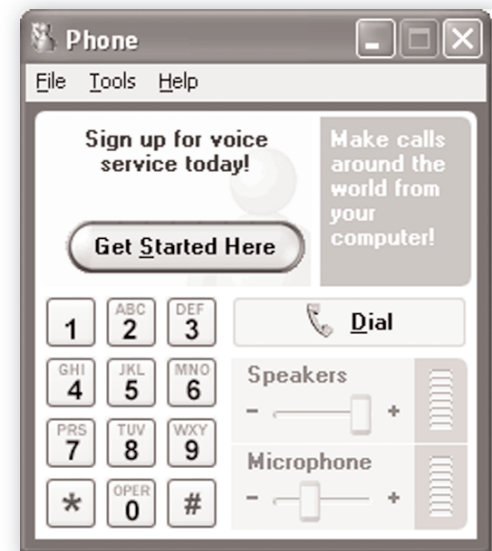 Phone
File Tools Help
Sign up for voice
service today!
Get Started Here
Make calls
around the
world from
your
computer!
1 ABC 2 DEF 3
Dial
GHI 4 JKL 5 MNO 6
Speakers
- +
PRS 7 TUV 8 WXY 9
Microphone
- +
* OPER 0 #